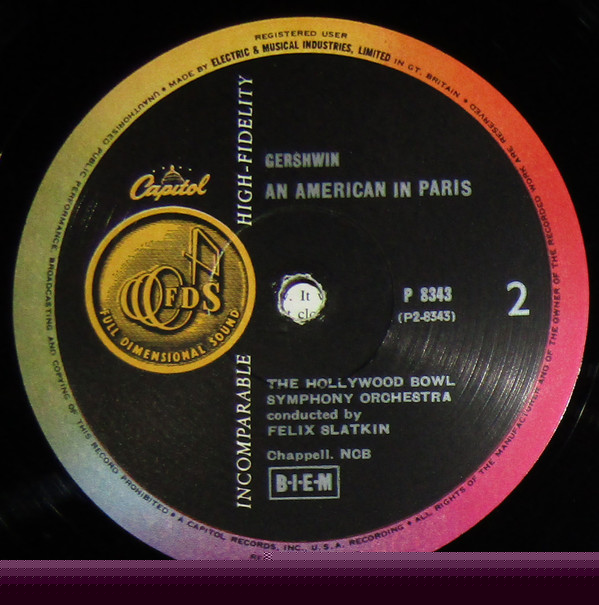 REGISTERED USER
• MADE BY ELECTRIC & MUSICAL INDUSTRIES, LIMITED IN GT. BRITAIN •
ALL RIGHTS OF THE MANUFACTURER AND OF THE OWNER OF THE RECORDED WORK ARE RESERVED
UNAUTHORISED PUBLIC PERFORMANCE, BROADCASTING AND COPYING OF THIS RECORD PROHIBITED • A CAPITOL RECORDS, INC., U.S.A. RECORDING •
Capitol
FDS
FULL DIMENSIONAL SOUND
INCOMPARABLE HIGH-FIDELITY
GERSHWIN
AN AMERICAN IN PARIS
. It
t clo
P 8343
(P2-8343)
2
THE HOLLYWOOD BOWL
SYMPHONY ORCHESTRA
conducted by
FELIX SLATKIN
Chappell. NCB
B·I·E·M